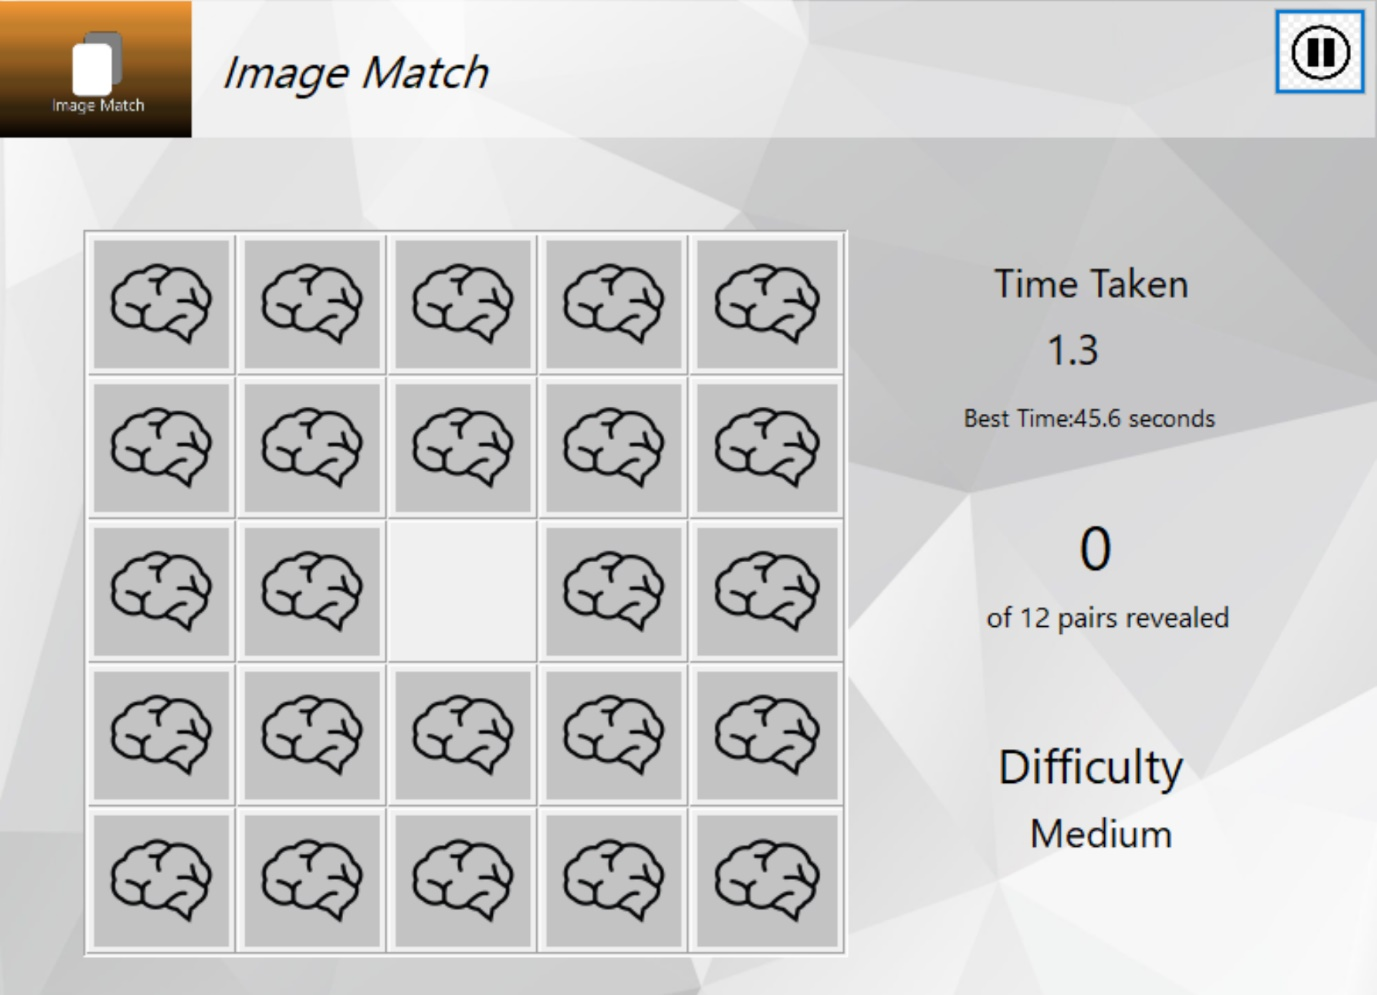 Image Match
Image Match
Time Taken
1.3
Best Time:45.6 seconds
0
of 12 pairs revealed
Difficulty
Medium